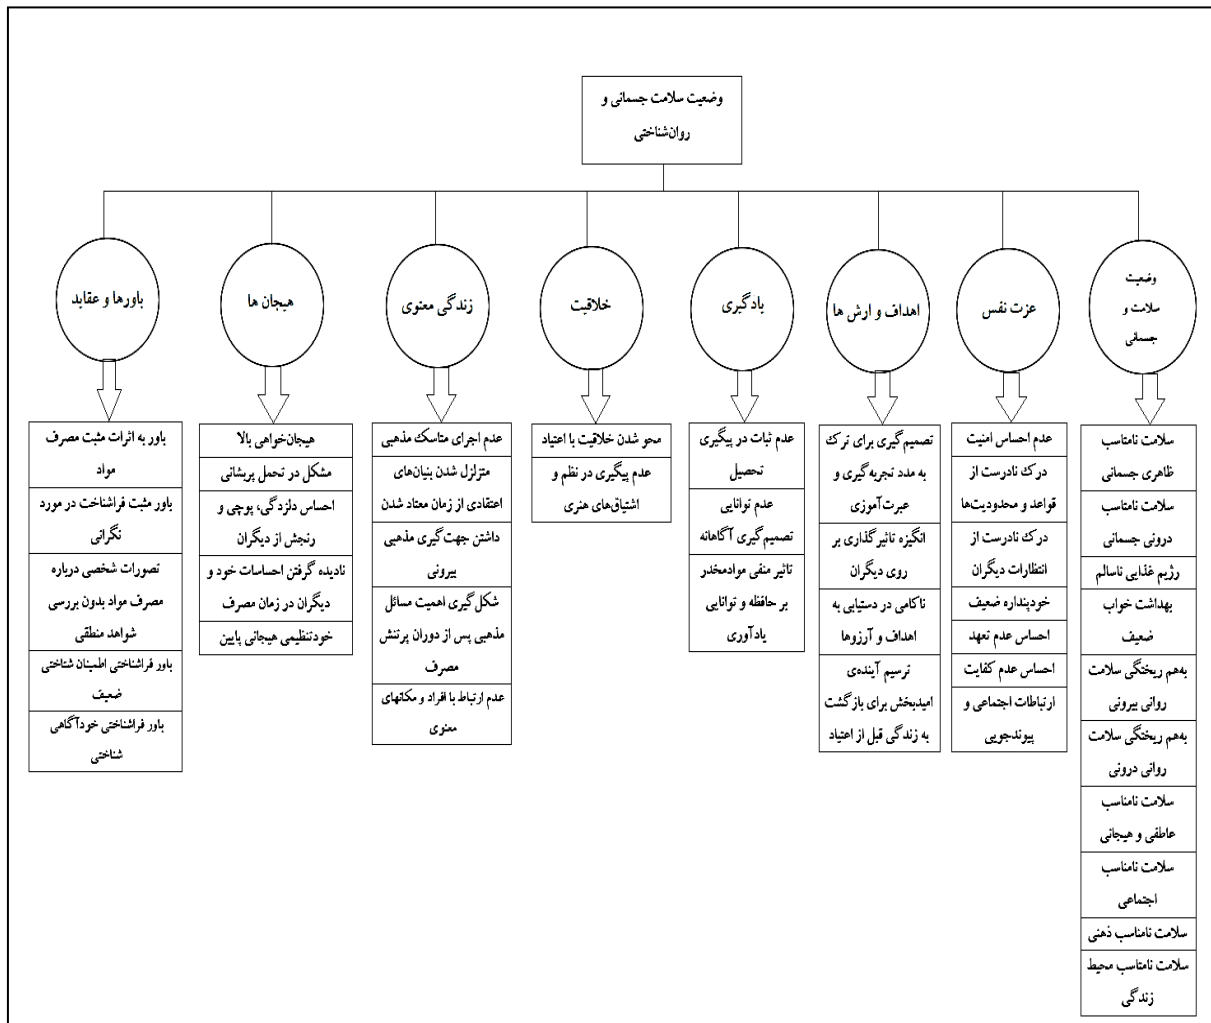 وضعیت سلامت جسمانی و
روان‌شناختی
وضعیت
سلامت و
جسمانی
عزت نفس
اهداف و ارش ها
یادگیری
خلاقیت
زندگی معنوی
هیجان ها
باورها و عقاید
سلامت نامناسب
ظاهری جسمانی
سلامت نامناسب
درونی جسمانی
رژیم غذایی ناسالم
بهداشت خواب
ضعیف
به‌هم ریختگی سلامت
روانی بیرونی
به‌هم ریختگی سلامت
روانی درونی
سلامت نامناسب
عاطفی و هیجانی
سلامت نامناسب
اجتماعی
سلامت نامناسب ذهنی
سلامت نامناسب محیط
زندگی
عدم احساس امنیت
درک نادرست از
قواعد و محدودیت‌ها
درک نادرست از
انتظارات دیگران
خودپنداره ضعیف
احساس عدم تعهد
احساس عدم کفایت
ارتباطات اجتماعی و
پیوندجویی
تصمیم‌گیری برای ترک
به مدد تجربه‌گیری و
عبرت‌آموزی
انگیزه تاثیرگذاری بر
روی دیگران
ناکامی در دستیابی به
اهداف و آرزوها
ترسیم آینده‌ی
امیدبخش برای بازگشت
به زندگی قبل از اعتیاد
عدم ثبات در پیگیری
تحصیل
عدم توانایی
تصمیم‌گیری آگاهانه
تاثیر منفی موادمخدر
بر حافظه و توانایی
یادآوری
محو شدن خلاقیت با اعتیاد
عدم پیگیری در نظم و
اشتیاق‌های هنری
عدم اجرای مناسک مذهبی
متزلزل شدن بنیان‌های
اعتقادی از زمان معتاد شدن
داشتن جهت‌گیری مذهبی
بیرونی
شکل‌گیری اهمیت مسائل
مذهبی پس از دوران پرتنش
مصرف
عدم ارتباط با افراد و مکانهای
معنوی
هیجان‌خواهی بالا
مشکل در تحمل پریشانی
احساس دلزدگی، پوچی و
رنجش از دیگران
نادیده گرفتن احساسات خود و
دیگران در زمان مصرف
خودتنظیمی هیجانی پایین
باور به اثرات مثبت مصرف
مواد
باور مثبت فراشناخت در مورد
نگرانی
تصورات شخصی درباره
مصرف مواد بدون بررسی
شواهد منطقی
باور فراشناختی اطمینان شناختی
ضعیف
باور فراشناختی خودآگاهی
شناختی